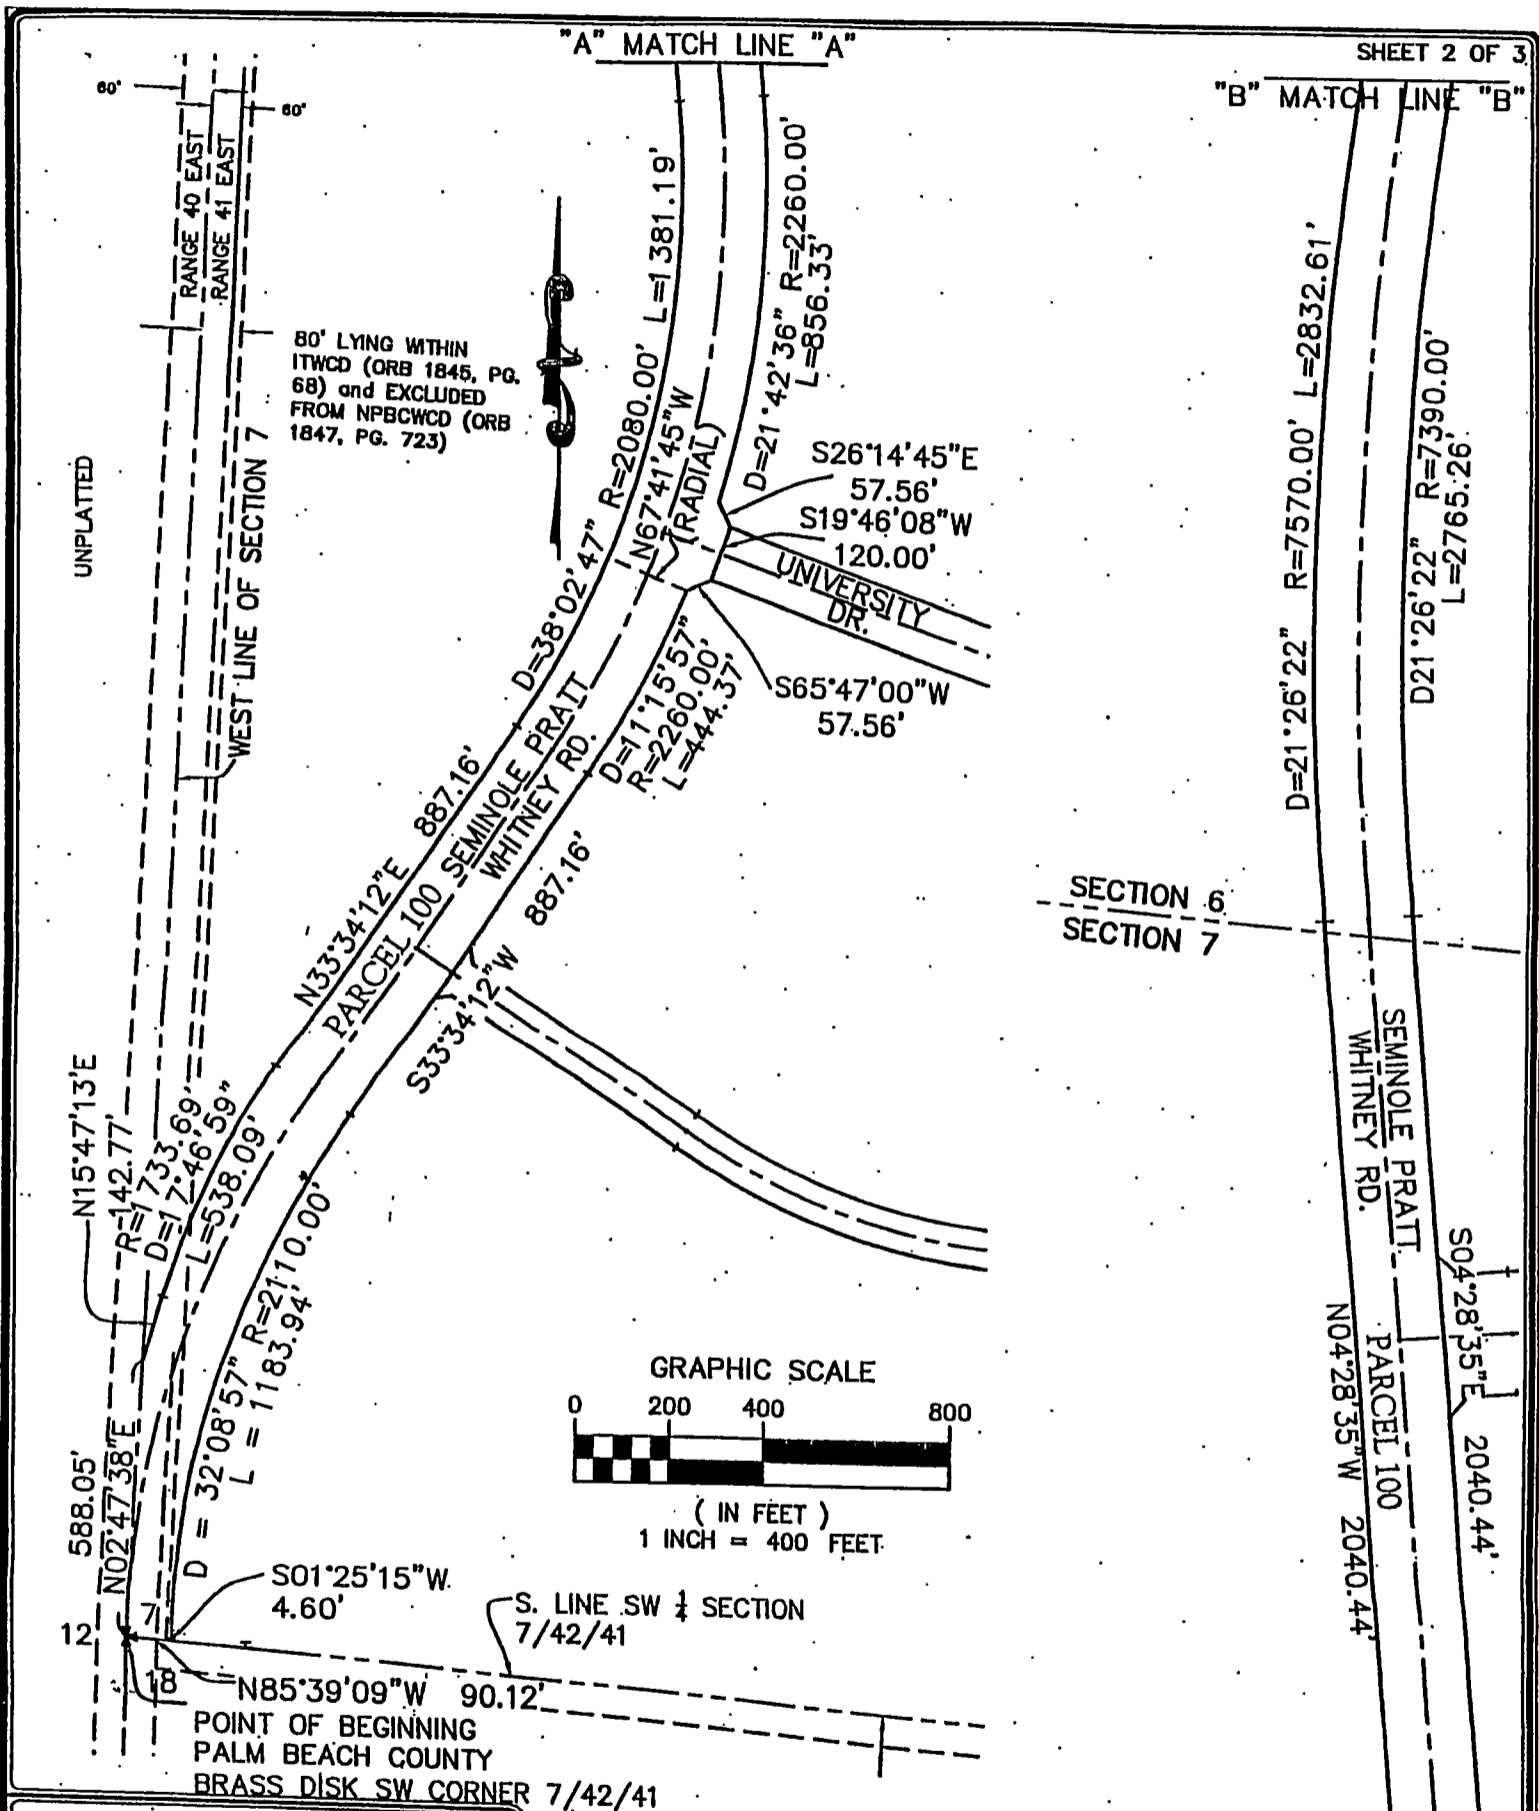 "A" MATCH LINE "A"
SHEET 2 OF 3
"B" MATCH LINE "B"
60'
60'
RANGE 40 EAST
RANGE 41 EAST
80' LYING WITHIN
ITWCD (ORB 1845, PG.
68) and EXCLUDED
FROM NPBCWCD (ORB
1847, PG. 723)
UNPLATTED
WEST LINE OF SECTION 7
D=38°02'47" R=2080.00' L=1381.19'
N67°41'45"W
(RADIAL)
D=21°42'36" R=2260.00'
L=856.33'
S26°14'45"E
57.56'
S19°46'08"W
120.00'
UNIVERSITY
DR.
S65°47'00"W
57.56'
D=11°15'57"
R=2260.00'
L=444.37'
N33°34'12"E 887.16'
PARCEL 100 SEMINOLE PRATT
WHITNEY RD.
S33°34'12"W 887.16'
N15°47'13'E
142.77'
R=1733.69'
D=17°46'59"
L=538.09'
D = 32°08'57" R=2110.00'
L = 1183.94'
588.05'
N02°47'38"E
GRAPHIC SCALE
0 200 400 800
( IN FEET )
1 INCH = 400 FEET
S01°25'15"W
4.60'
S. LINE SW ¼ SECTION
7/42/41
12
7
18
N85°39'09"W 90.12'
POINT OF BEGINNING
PALM BEACH COUNTY
BRASS DISK SW CORNER 7/42/41
D=21°26'22" R=7570.00' L=2832.61'
D21°26'22" R=7390.00'
L=2765.26'
SECTION 6
SECTION 7
SEMINOLE PRATT
WHITNEY RD.
PARCEL 100
N04°28'35"W 2040.44'
S04°28'35"E 2040.44'